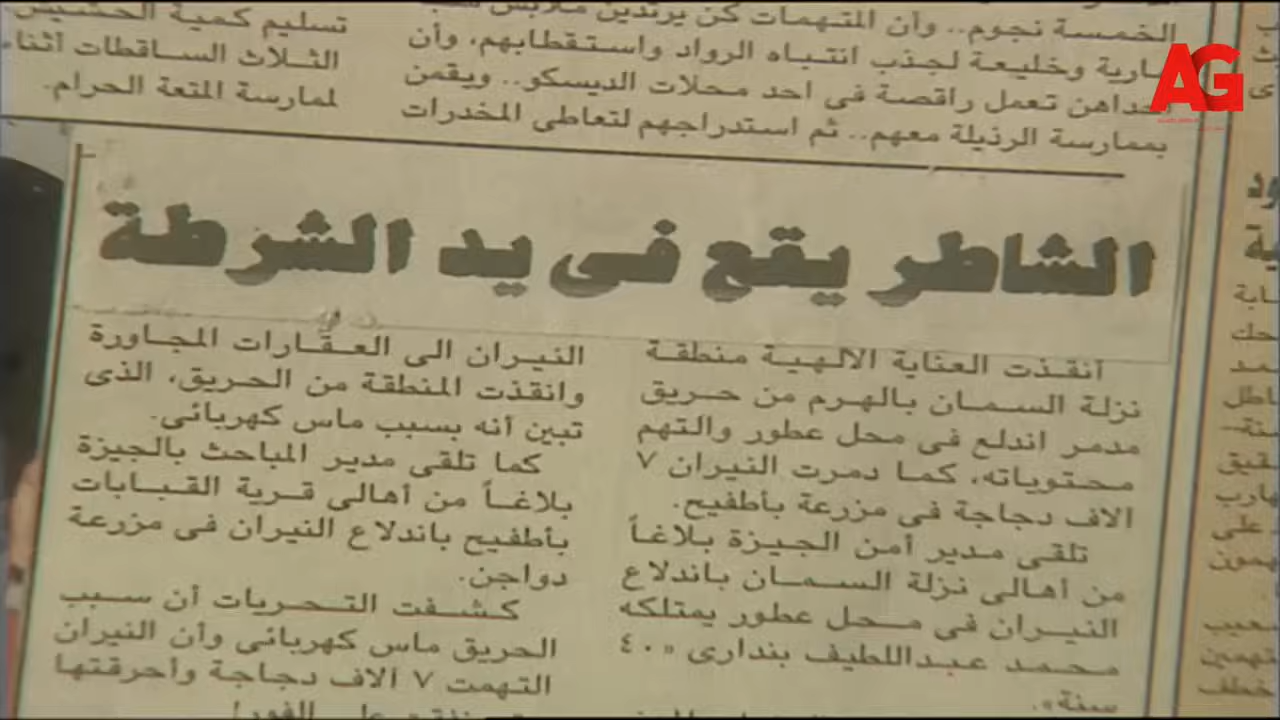 الخمسة نجوم.. وأن المتهمات كن يرتدين ملابس
عارية وخليعة لجذب انتباه الرواد واستقطابهم، وأن
إحداهن تعمل راقصة فى احد محلات الديسكو.. ويقمن
بممارسة الرذيلة معهم.. ثم استدراجهم لتعاطى المخدرات
تسليم كمية الحشيش
الثلاث الساقطات أثناء
لممارسة المتعة الحرام.
AG
الشاطر يقع فى يد الشرطة
أنقذت العناية الالهية منطقة
نزلة السمان بالهرم من حريق
مدمر اندلع فى محل عطور والتهم
محتوياته، كما دمرت النيران ٧
الاف دجاجة فى مزرعة بأطفيح.
تلقى مدير أمن الجيزة بلاغاً
من أهالى نزلة السمان باندلاع
النيران فى محل عطور يمتلكه
محمد عبداللطيف بندارى «٤٠
سنة».
النيران الى العقارات المجاورة
وانقذت المنطقة من الحريق، الذى
تبين أنه بسبب ماس كهربائى.
كما تلقى مدير المباحث بالجيزة
بلاغاً من أهالى قرية القبابات
بأطفيح باندلاع النيران فى مزرعة
دواجن.
كشفت التحريات أن سبب
الحريق ماس كهربائى وأن النيران
التهمت ٧ آلاف دجاجة وأحرقتها
على الفور!